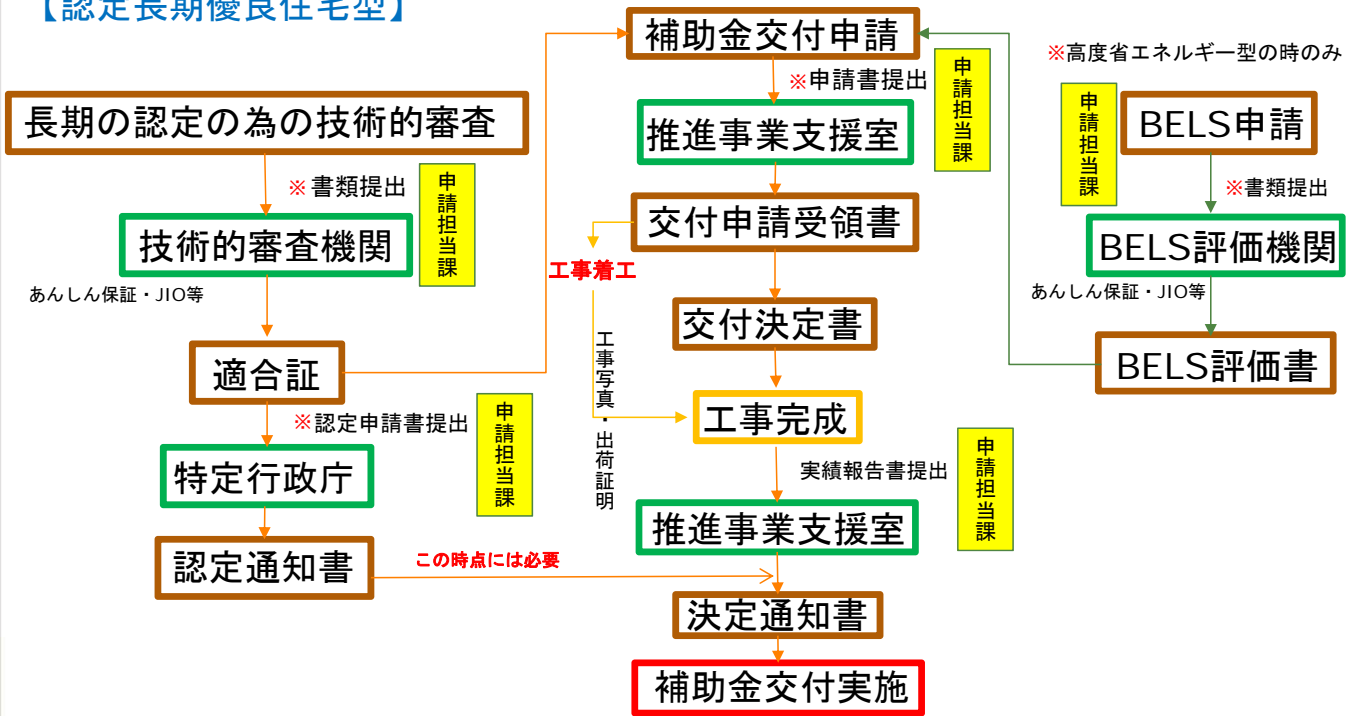 【認定長期優良住宅型】
長期の認定の為の技術的審査
※書類提出
申請担当課
技術的審査機関
あんしん保証・JIO等
適合証
※認定申請書提出
申請担当課
特定行政庁
認定通知書
この時点には必要
補助金交付申請
※申請書提出
申請担当課
推進事業支援室
交付申請受領書
工事着工
工事写真・出荷証明
交付決定書
工事完成
実績報告書提出
申請担当課
推進事業支援室
決定通知書
補助金交付実施
※高度省エネルギー型の時のみ
申請担当課
BELS申請
※書類提出
BELS評価機関
あんしん保証・JIO等
BELS評価書